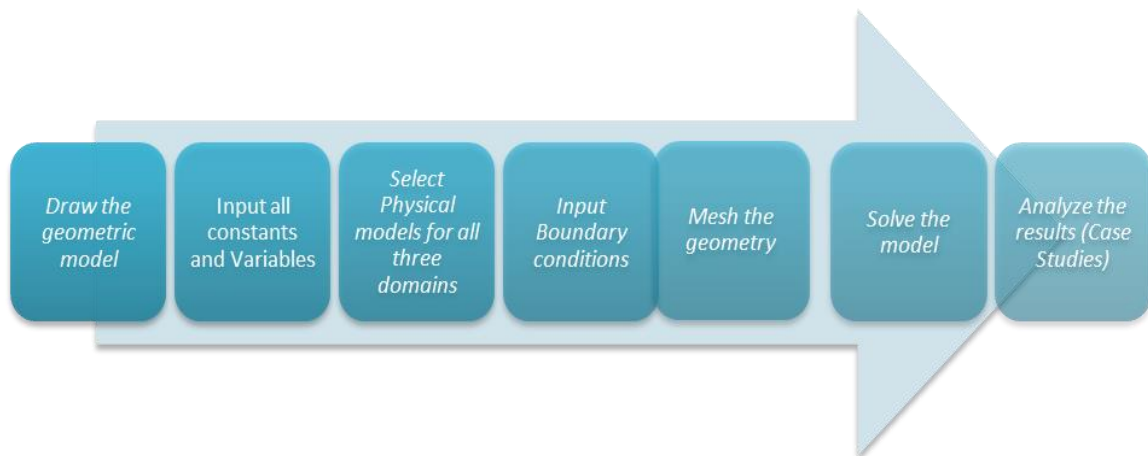 Draw the
geometric
model
Input all
constants
and Variables
Select
Physical
models for all
three
domains
Input
Boundary
conditions
Mesh the
geometry
Solve the
model
Analyze the
results (Case
Studies)